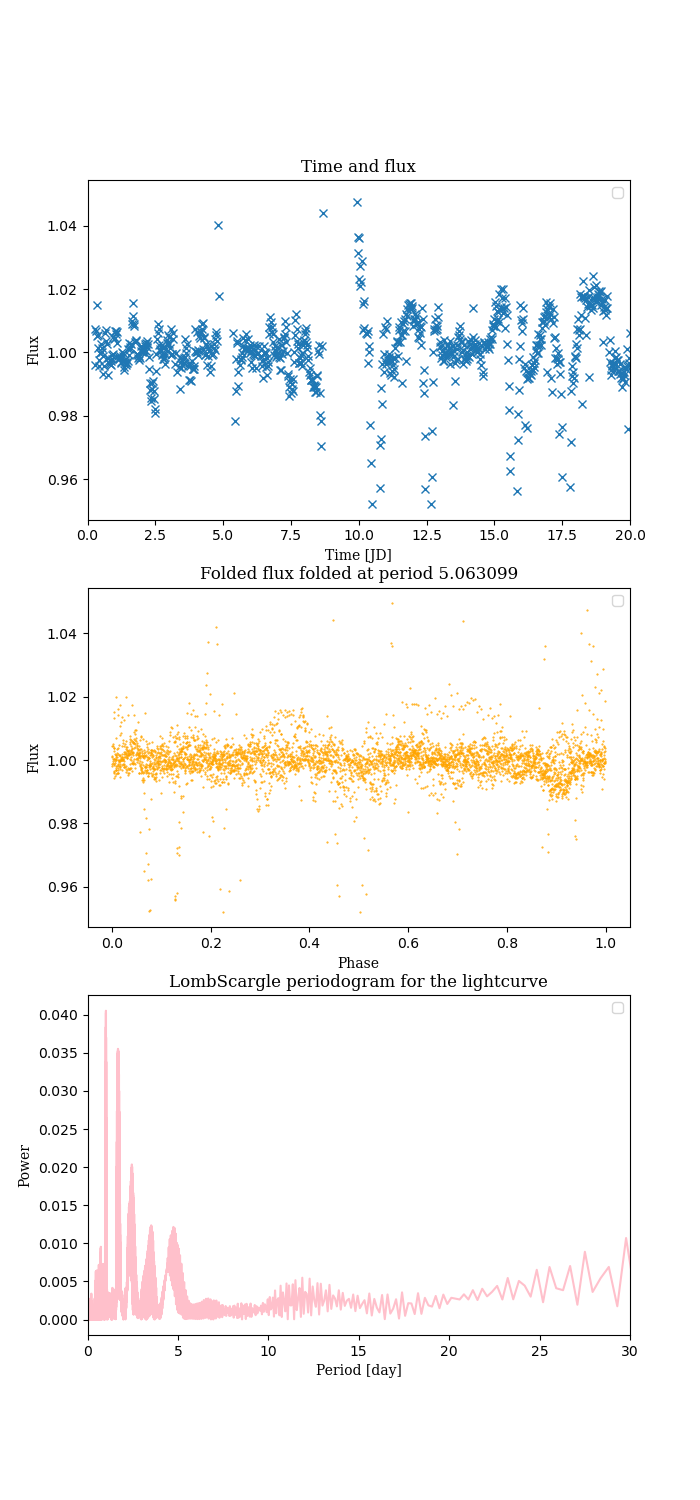 Time and flux
1.04
1.02
1.00
0.98
0.96
Flux
0.0 2.5 5.0 7.5 10.0 12.5 15.0 17.5 20.0
Time [JD]
Folded flux folded at period 5.063099
1.04
1.02
1.00
0.98
0.96
Flux
0.0 0.2 0.4 0.6 0.8 1.0
Phase
LombScargle periodogram for the lightcurve
0.040
0.035
0.030
0.025
0.020
0.015
0.010
0.005
0.000
Power
0 5 10 15 20 25 30
Period [day]